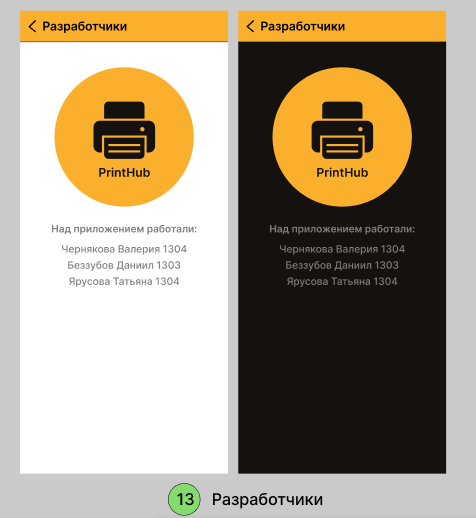 Разработчики
PrintHub
Над приложением работали:
Чернякова Валерия 1304
Беззубов Даниил 1303
Ярусова Татьяна 1304
Разработчики
PrintHub
Над приложением работали:
Чернякова Валерия 1304
Беззубов Даниил 1303
Ярусова Татьяна 1304
13 Разработчики